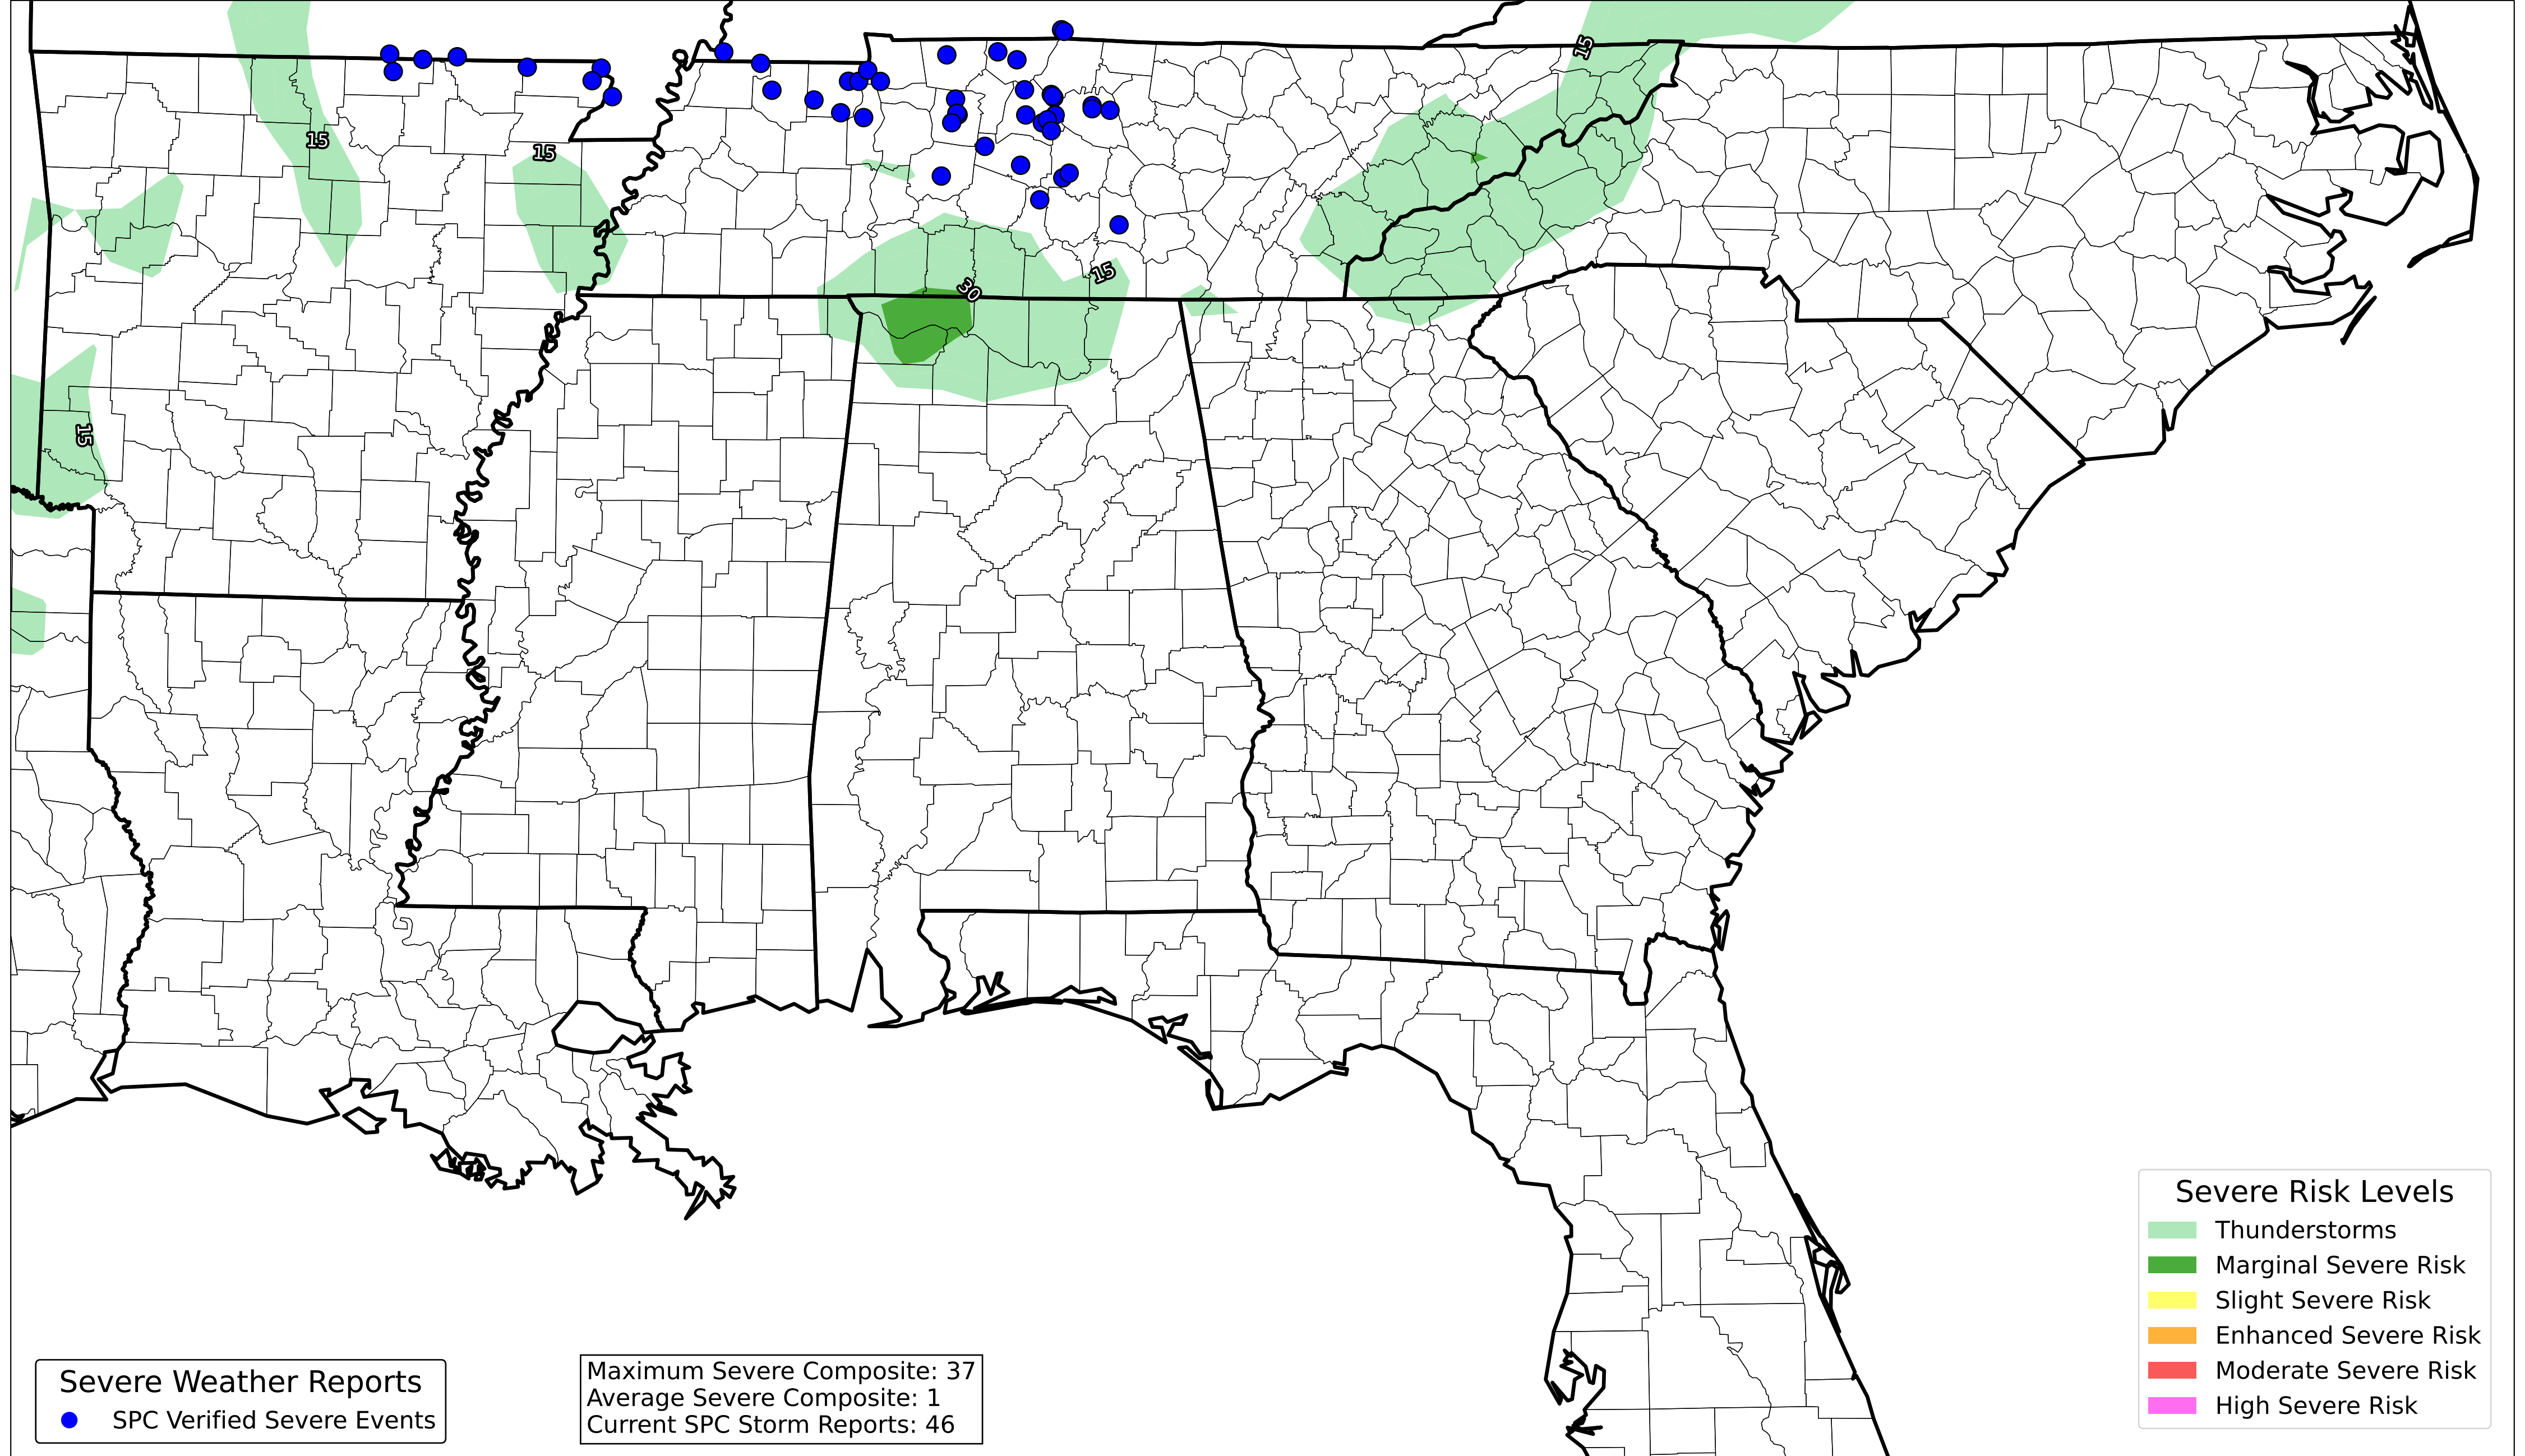 15
15
15
15
30
15
Severe Risk Levels
Thunderstorms
Marginal Severe Risk
Slight Severe Risk
Enhanced Severe Risk
Moderate Severe Risk
High Severe Risk
Severe Weather Reports
SPC Verified Severe Events
Maximum Severe Composite: 37
Average Severe Composite: 1
Current SPC Storm Reports: 46